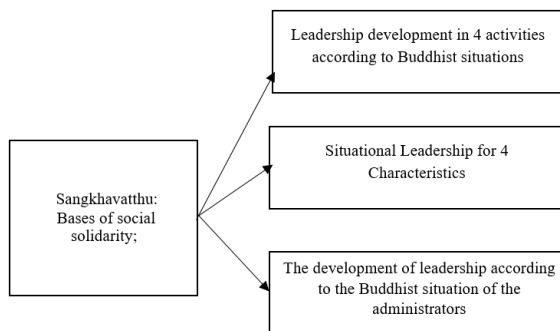 Leadership development in 4 activities
according to Buddhist situations
Situational Leadership for 4
Characteristics
Sangkhavatthu:
Bases of social
solidarity;
The development of leadership according
to the Buddhist situation of the
administrators